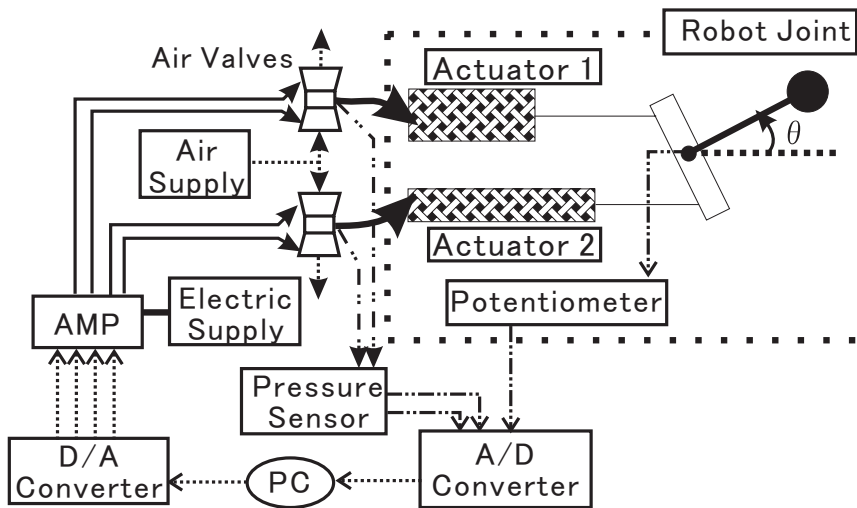 Robot Joint
Air Valves
Actuator 1
θ
Air
Supply
Actuator 2
Electric
Supply
Potentiometer
AMP
Pressure
Sensor
D/A
Converter
PC
A/D
Converter